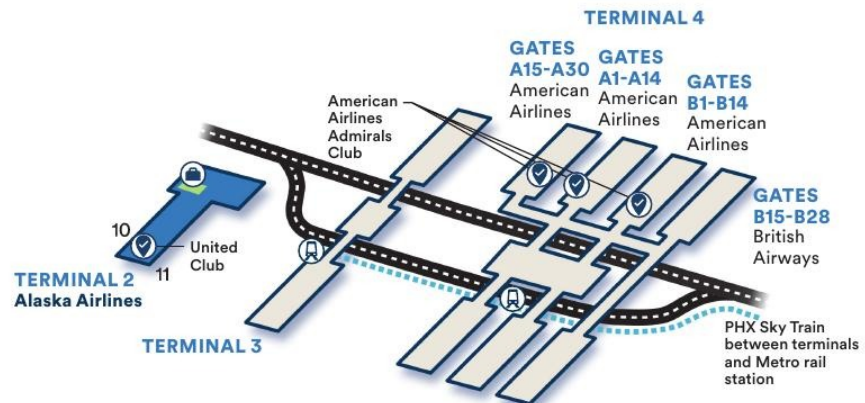 TERMINAL 4
GATES
A15-A30
American
Airlines
GATES
A1-A14
American
Airlines
GATES
B1-B14
American
Airlines
American
Airlines
Admirals
Club
GATES
B15-B28
British
Airways
10
United
Club
11
TERMINAL 2
Alaska Airlines
TERMINAL 3
PHX Sky Train
between terminals
and Metro rail
station